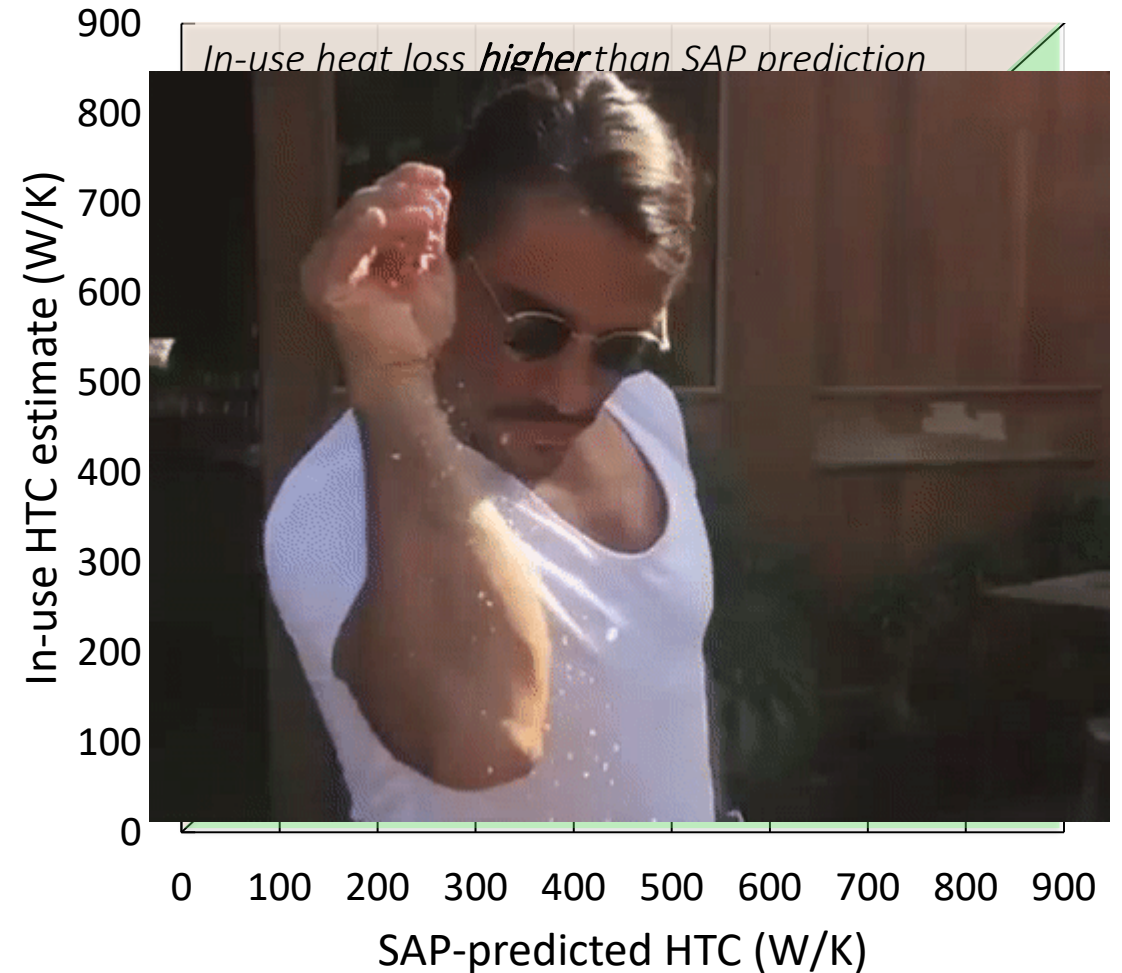 In-use heat loss higher than SAP prediction
In-use HTC estimate (W/K)
900
800
700
600
500
400
300
200
100
0
0 100 200 300 400 500 600 700 800 900
SAP-predicted HTC (W/K)